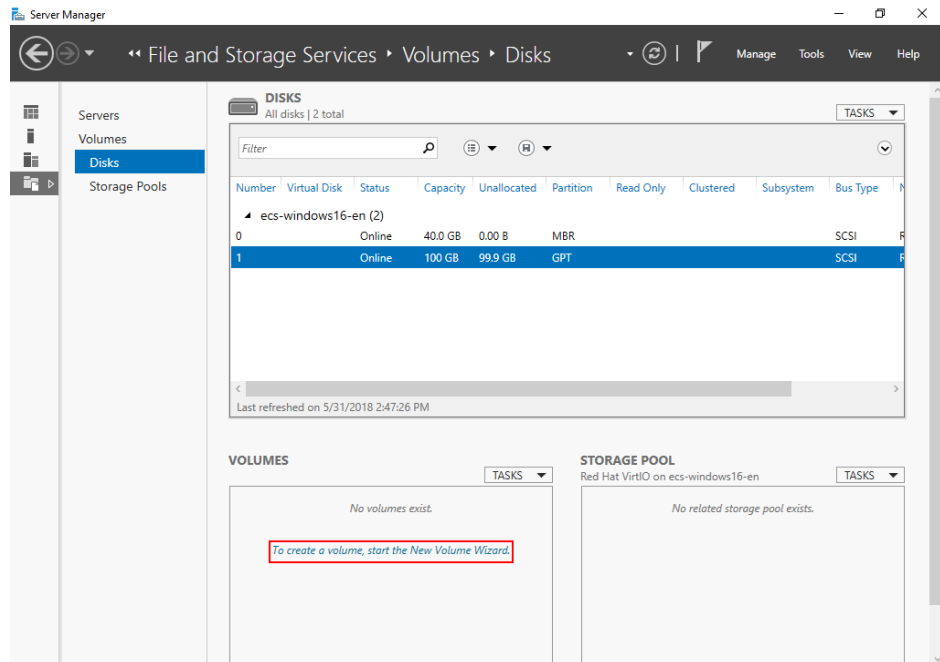 Server Manager
File and Storage Services Volumes Disks
Manage Tools View Help
Servers
Volumes
Disks
Storage Pools
DISKS
All disks | 2 total
TASKS
Filter
Number Virtual Disk Status Capacity Unallocated Partition Read Only Clustered Subsystem Bus Type N
ecs-windows16-en (2)
0 Online 40.0 GB 0.00 B MBR SCSI R
1 Online 100 GB 99.9 GB GPT SCSI R
Last refreshed on 5/31/2018 2:47:26 PM
VOLUMES
TASKS
No volumes exist.
To create a volume, start the New Volume Wizard.
STORAGE POOL
Red Hat VirtIO on ecs-windows16-en
TASKS
No related storage pool exists.